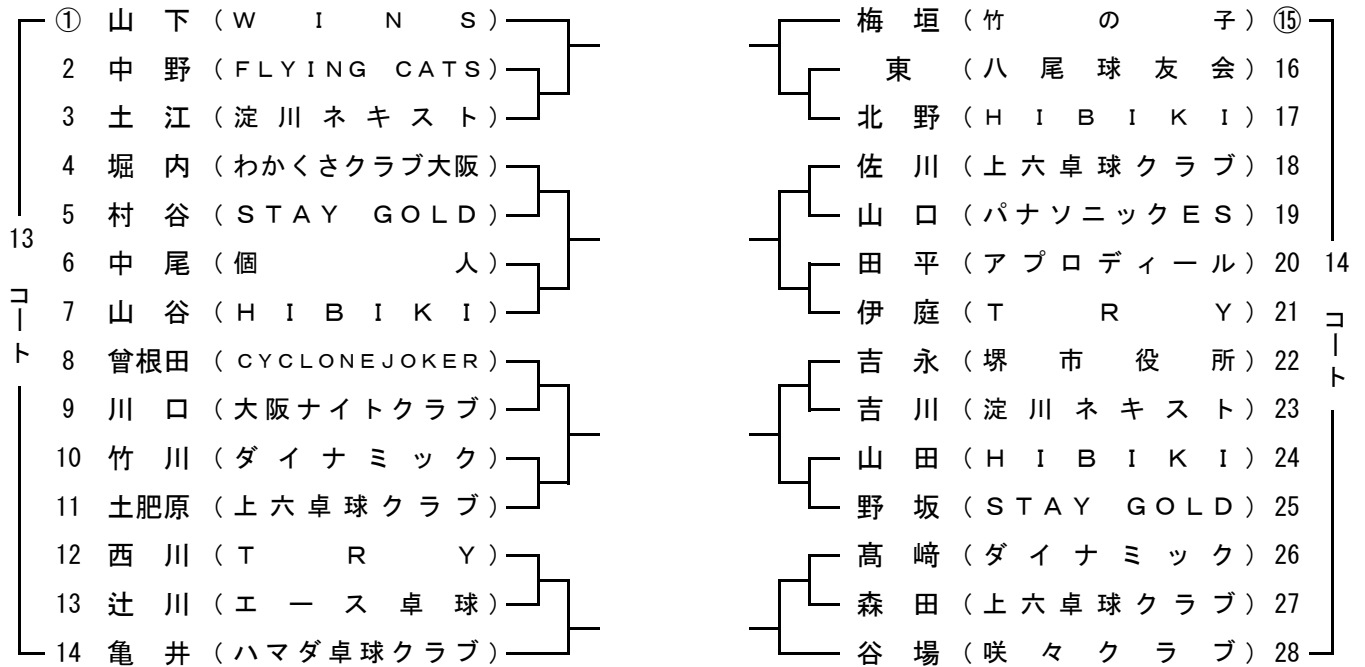 ① 山下 (WINS)
2 中野 (FLYING CATS)
3 土江 (淀川ネキスト)
4 堀内 (わかくさクラブ大阪)
5 村谷 (STAY GOLD)
6 中尾 (個人)
7 山谷 (HIBIKI)
8 曾根田 (CYCLONEJOKER)
9 川口 (大阪ナイトクラブ)
10 竹川 (ダイナミック)
11 土肥原 (上六卓球クラブ)
12 西川 (TRY)
13 辻川 (エース卓球)
14 亀井 (ハマダ卓球クラブ)
13コート
梅垣 (竹の子) ⑮
東 (八尾球友会) 16
北野 (HIBIKI) 17
佐川 (上六卓球クラブ) 18
山口 (パナソニックES) 19
田平 (アプロディール) 20
伊庭 (TRY) 21
吉永 (堺市役所) 22
吉川 (淀川ネキスト) 23
山田 (HIBIKI) 24
野坂 (STAY GOLD) 25
髙﨑 (ダイナミック) 26
森田 (上六卓球クラブ) 27
谷場 (咲々クラブ) 28
14コート